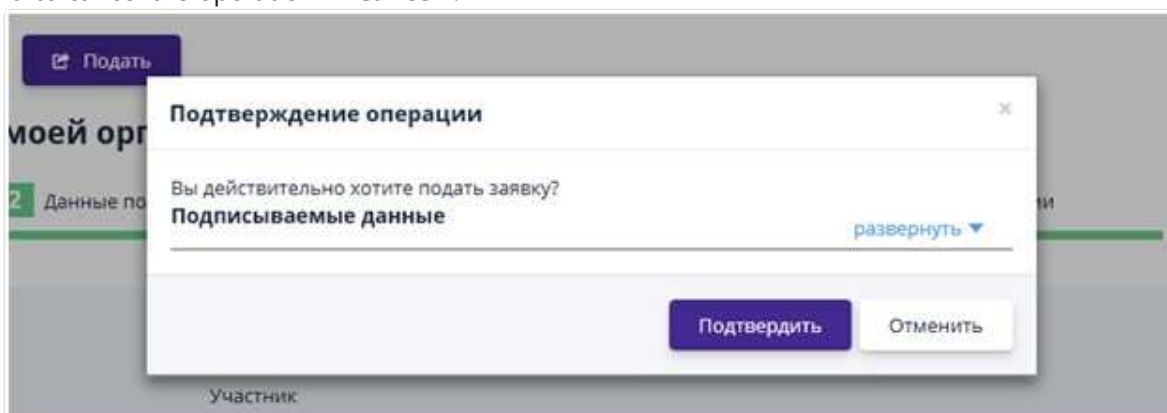 Подать
Подтверждение операции
моей орг
Вы действительно хотите подать заявку?
2 Данные по
Подписываемые данные
ии
развернуть
Подтвердить
Отменить
Участник